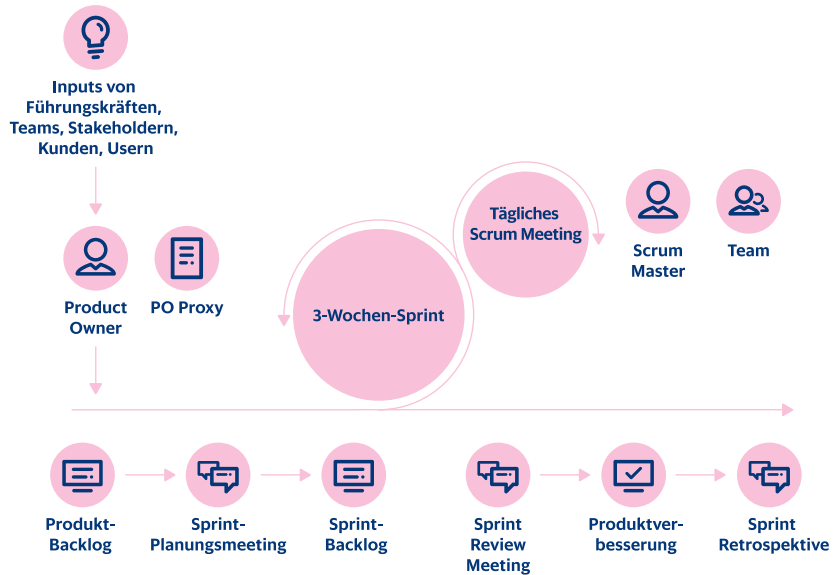 Inputs von
Führungskräften,
Teams, Stakeholdern,
Kunden, Usern
Product
Owner
PO Proxy
3-Wochen-Sprint
Tägliches
Scrum Meeting
Scrum
Master
Team
Produkt-
Backlog
Sprint-
Planungsmeeting
Sprint-
Backlog
Sprint
Review
Meeting
Produktver-
besserung
Sprint
Retrospektive